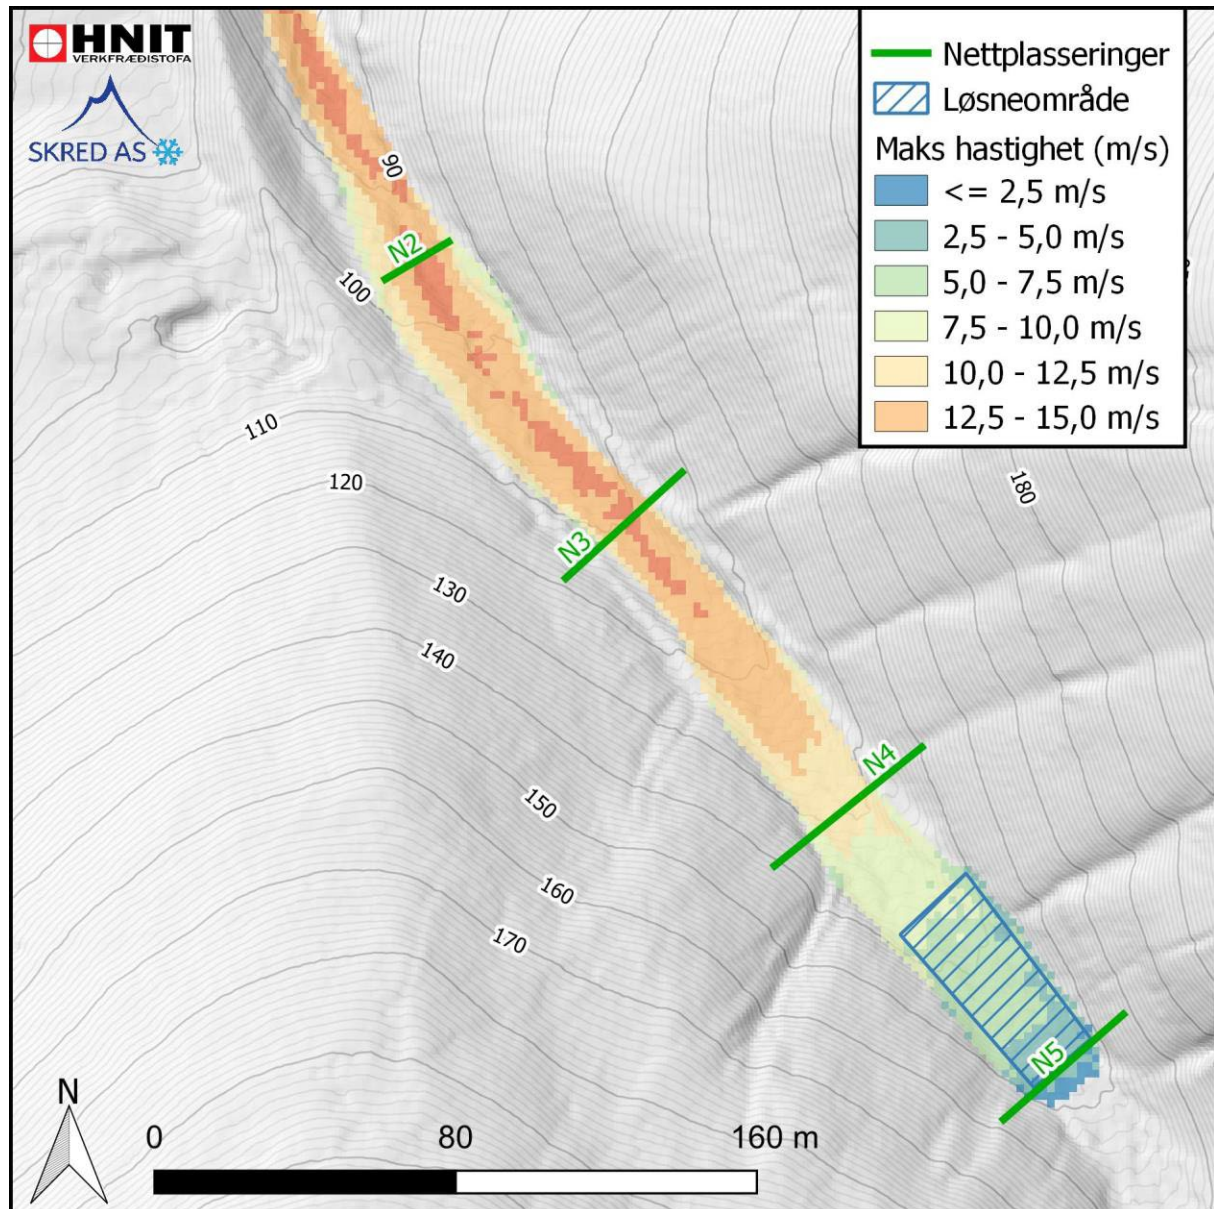 HNIT
VERKFRÆÐISTOFA
SKRED AS
Nettplasseringer
Løsneområde
Maks hastighet (m/s)
<= 2,5 m/s
2,5 - 5,0 m/s
5,0 - 7,5 m/s
7,5 - 10,0 m/s
10,0 - 12,5 m/s
12,5 - 15,0 m/s
90
N2
100
110
120
180
N3
130
140
N4
150
160
170
N5
N
0 80 160 m